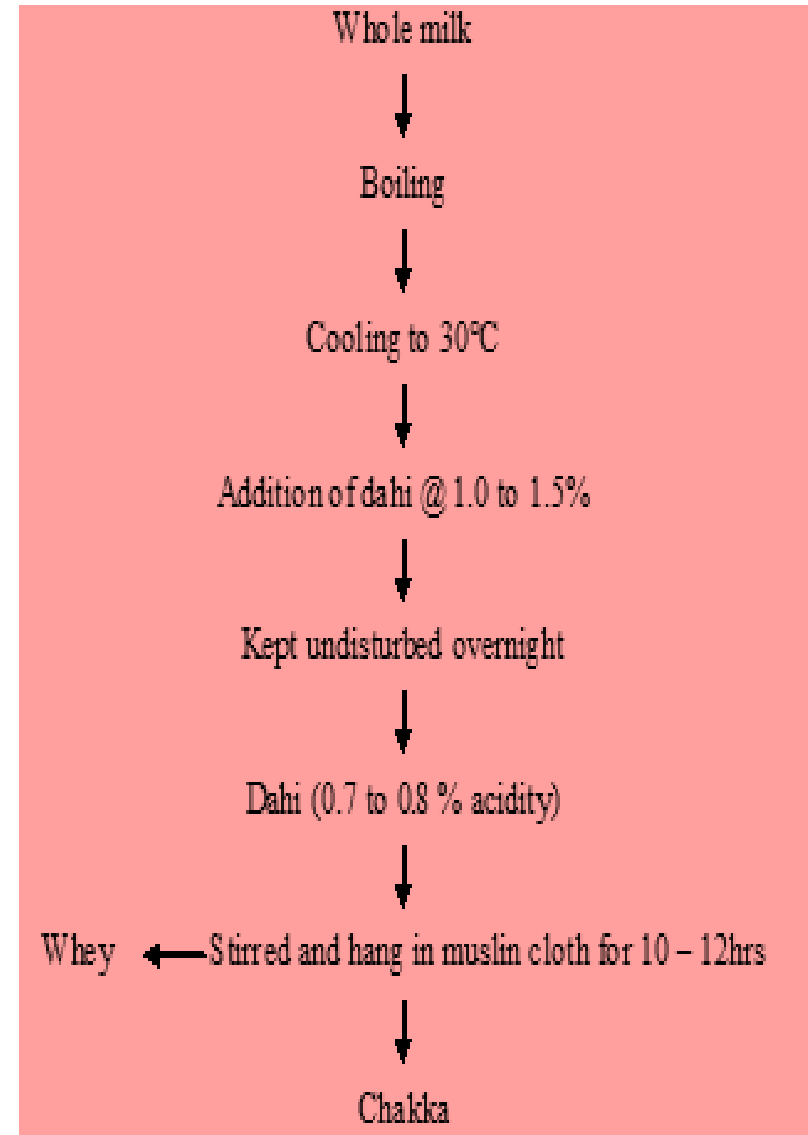 Whole milk
Boiling
Cooling to 30°C
Addition of dahi @ 1.0 to 1.5%
Kept undisturbed overnight
Dahi (0.7 to 0.8 % acidity)
Whey Stirred and hang in muslin cloth for 10 – 12hrs
Chakka